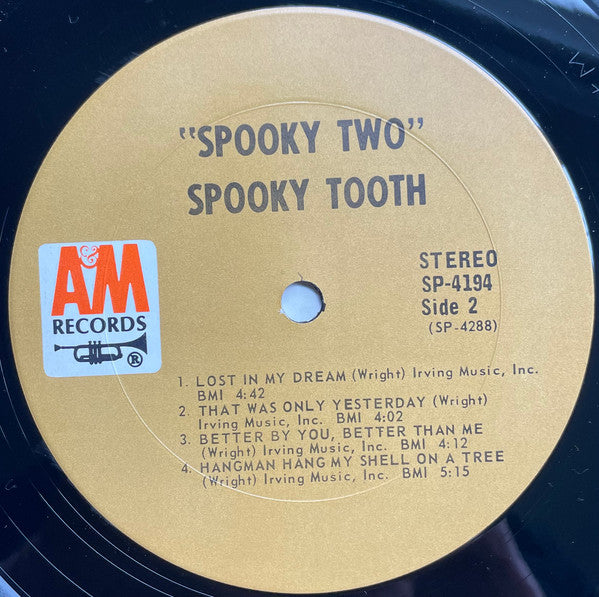 "SPOOKY TWO"
SPOOKY TOOTH
A&M
RECORDS
®
STEREO
SP-4194
Side 2
(SP-4288)
1. LOST IN MY DREAM (Wright) Irving Music, Inc.
BMI 4:42
2. THAT WAS ONLY YESTERDAY (Wright)
Irving Music, Inc. BMI 4:02
3. BETTER BY YOU, BETTER THAN ME
(Wright) Irving Music, Inc. BMI 4:12
4. HANGMAN HANG MY SHELL ON A TREE
(Wright) Irving Music, Inc. BMI 5:15